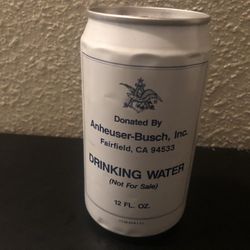 Donated By
Anheuser-Busch, Inc.
Fairfield, CA 94533
DRINKING WATER
(Not For Sale)
12 FL. OZ.